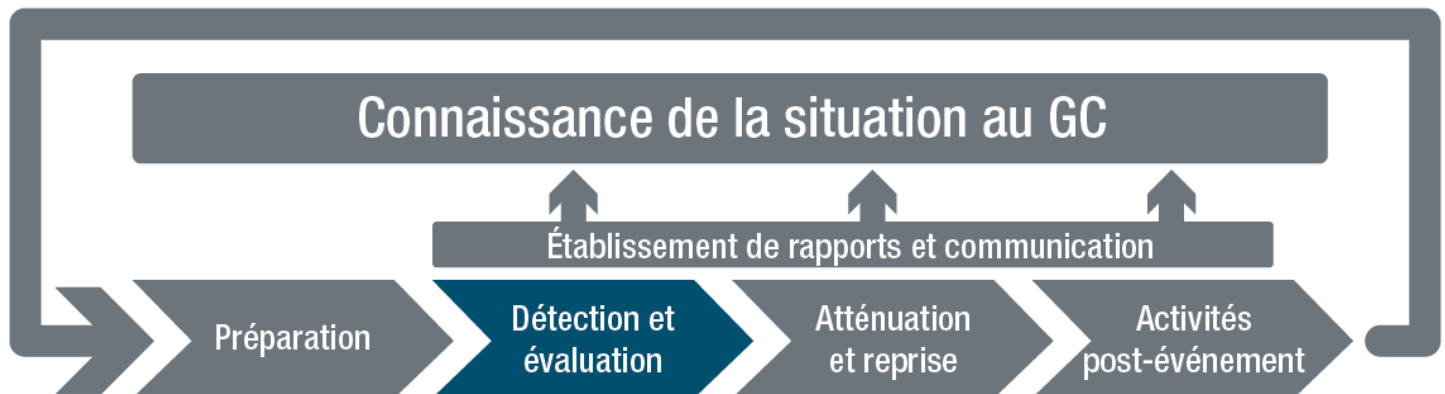 Connaissance de la situation au GC
Établissement de rapports et communication
Préparation
Détection et
évaluation
Atténuation
et reprise
Activités
post-événement